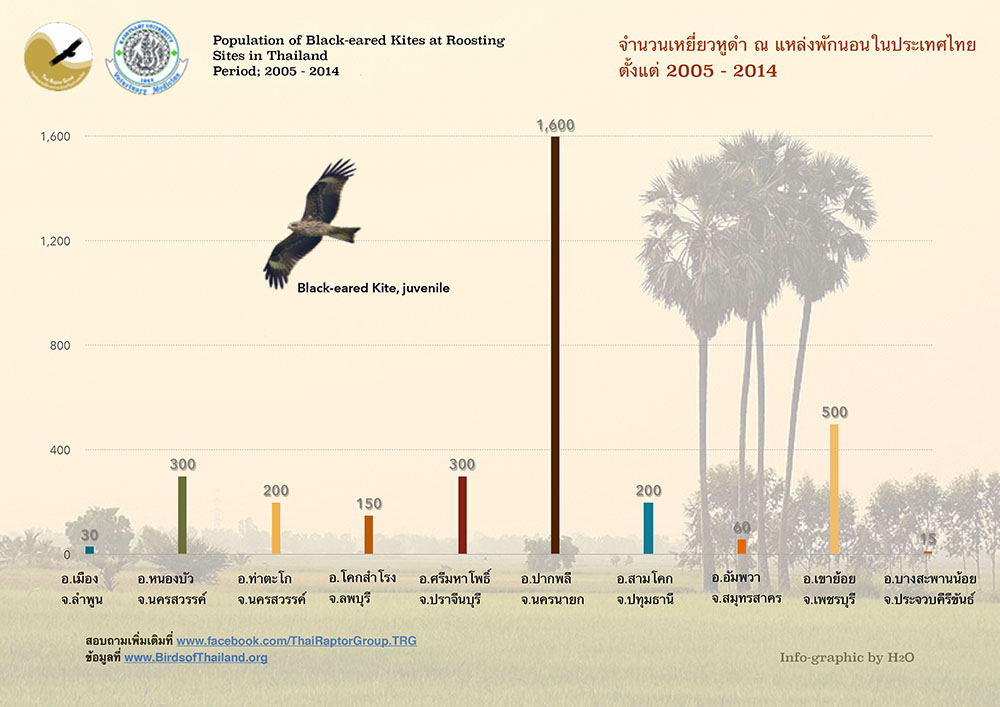 Population of Black-eared Kites at Roosting
Sites in Thailand
Period; 2005 - 2014
จำนวนเหยี่ยวหูดำ ณ แหล่งพักนอนในประเทศไทย
ตั้งแต่ 2005 - 2014
KASETSART UNIVERSITY
1943
Veterinary Medicine
1,600
1,200
800
400
0
Black-eared Kite, juvenile
30
300
200
150
300
1,600
200
60
500
15
อ.เมือง
จ.ลำพูน
อ.หนองบัว
จ.นครสวรรค์
อ.ท่าตะโก
จ.นครสวรรค์
อ.โคกสำโรง
จ.ลพบุรี
อ.ศรีมหาโพธิ์
จ.ปราจีนบุรี
อ.ปากพลี
จ.นครนายก
อ.สามโคก
จ.ปทุมธานี
อ.อัมพวา
จ.สมุทรสาคร
อ.เขาย้อย
จ.เพชรบุรี
อ.บางสะพานน้อย
จ.ประจวบคีรีขันธ์
สอบถามเพิ่มเติมที่ www.facebook.com/ThaiRaptorGroup.TRG
ข้อมูลที่ www.BirdsofThailand.org
Info-graphic by H2O